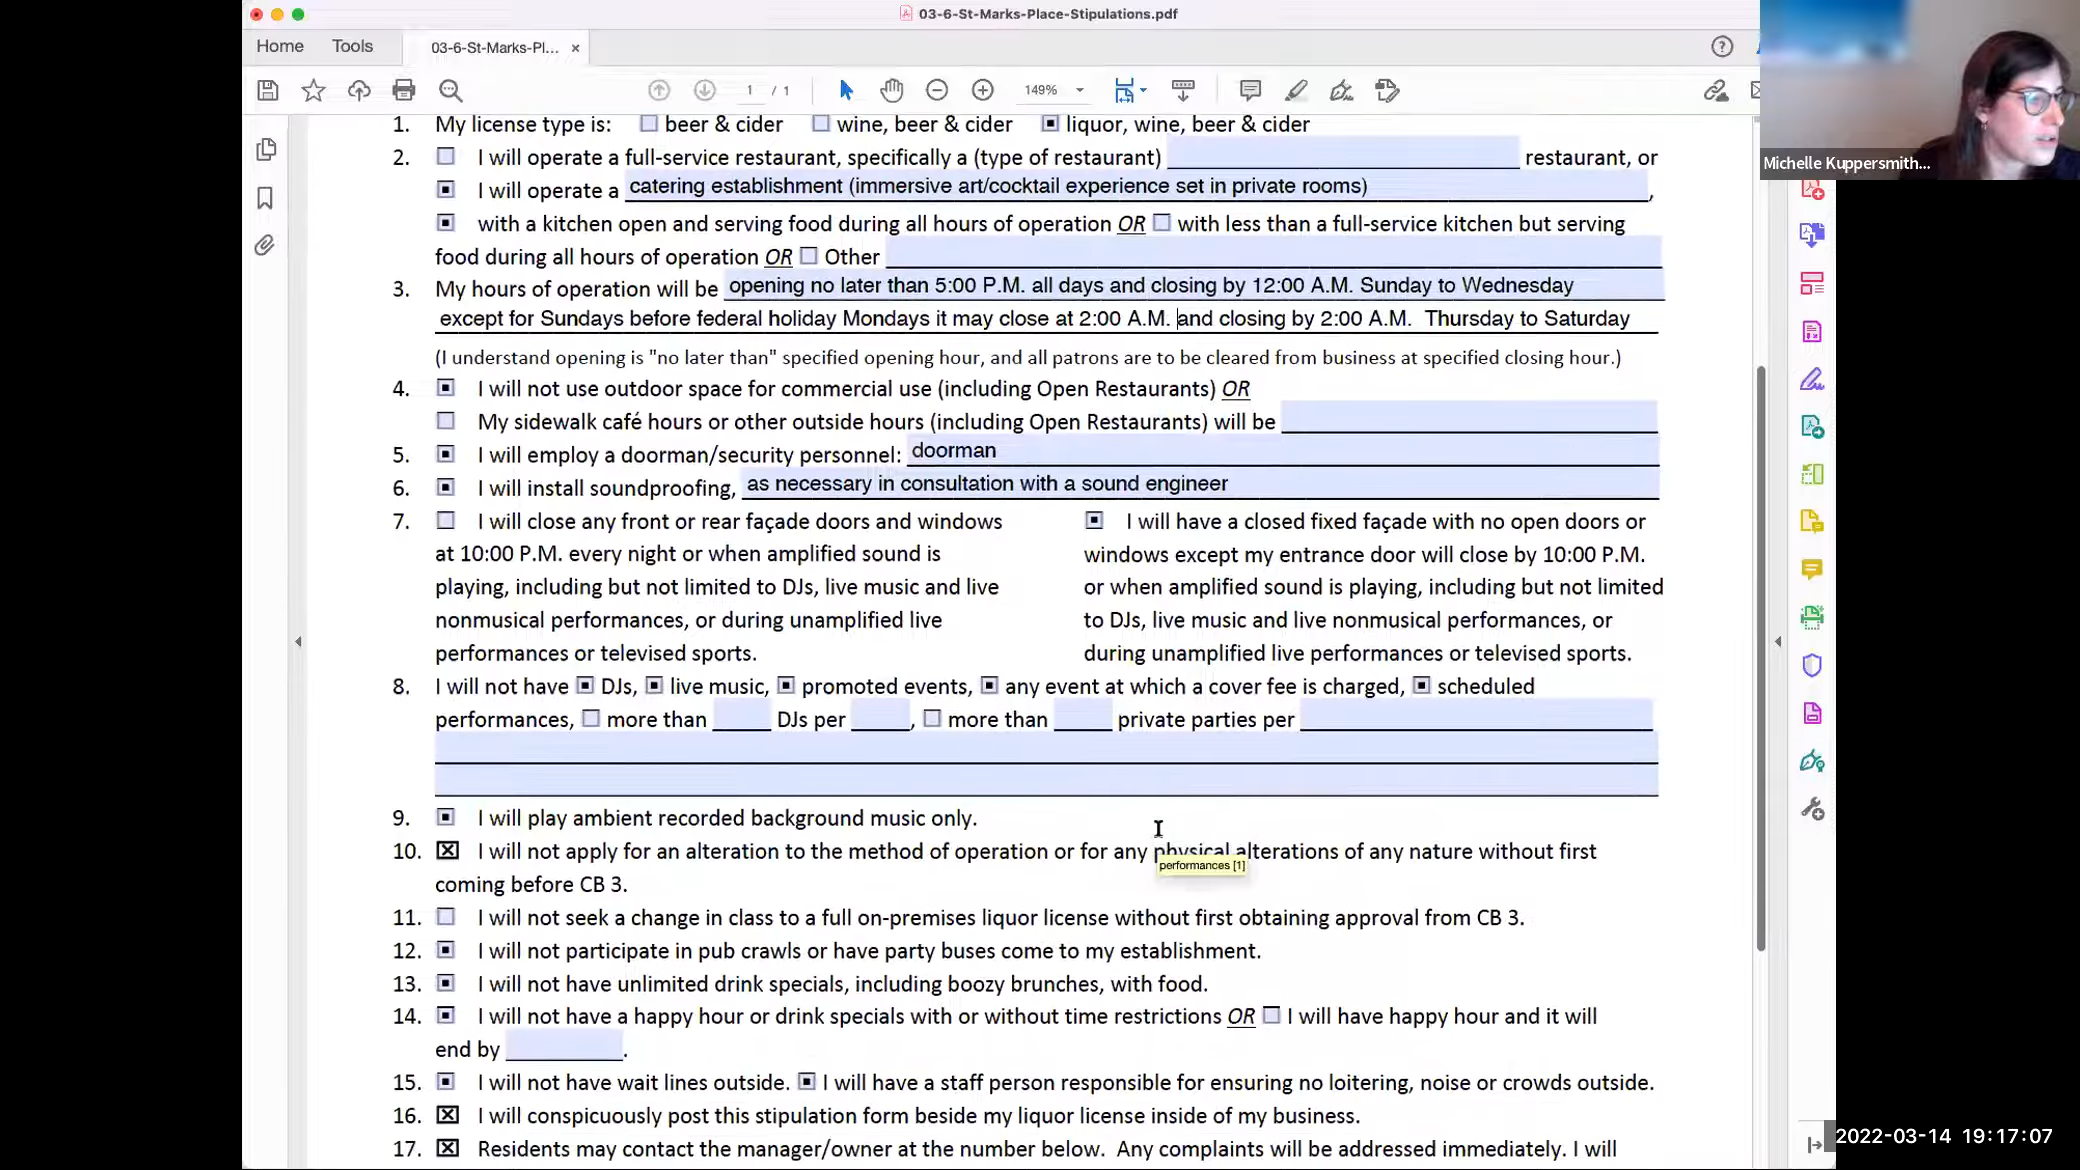 03-6-St-Marks-Place-Stipulations.pdf
Home Tools 03-6-St-Marks-Pl... ×
1 / 1 149%
Michelle Kuppersmith...
1. My license type is: beer & cider wine, beer & cider liquor, wine, beer & cider
2. I will operate a full-service restaurant, specifically a (type of restaurant) restaurant, or
I will operate a catering establishment (immersive art/cocktail experience set in private rooms) ,
with a kitchen open and serving food during all hours of operation OR with less than a full-service kitchen but serving
food during all hours of operation OR Other
3. My hours of operation will be opening no later than 5:00 P.M. all days and closing by 12:00 A.M. Sunday to Wednesday
except for Sundays before federal holiday Mondays it may close at 2:00 A.M. and closing by 2:00 A.M. Thursday to Saturday
(I understand opening is "no later than" specified opening hour, and all patrons are to be cleared from business at specified closing hour.)
4. I will not use outdoor space for commercial use (including Open Restaurants) OR
My sidewalk café hours or other outside hours (including Open Restaurants) will be
5. I will employ a doorman/security personnel: doorman
6. I will install soundproofing, as necessary in consultation with a sound engineer
7. I will close any front or rear façade doors and windows
at 10:00 P.M. every night or when amplified sound is
playing, including but not limited to DJs, live music and live
nonmusical performances, or during unamplified live
performances or televised sports.
I will have a closed fixed façade with no open doors or
windows except my entrance door will close by 10:00 P.M.
or when amplified sound is playing, including but not limited
to DJs, live music and live nonmusical performances, or
during unamplified live performances or televised sports.
8. I will not have DJs, live music, promoted events, any event at which a cover fee is charged, scheduled
performances, more than DJs per , more than private parties per
9. I will play ambient recorded background music only.
10. I will not apply for an alteration to the method of operation or for any physical alterations of any nature without first
performances [1]
coming before CB 3.
11. I will not seek a change in class to a full on-premises liquor license without first obtaining approval from CB 3.
12. I will not participate in pub crawls or have party buses come to my establishment.
13. I will not have unlimited drink specials, including boozy brunches, with food.
14. I will not have a happy hour or drink specials with or without time restrictions OR I will have happy hour and it will
end by .
15. I will not have wait lines outside. I will have a staff person responsible for ensuring no loitering, noise or crowds outside.
16. I will conspicuously post this stipulation form beside my liquor license inside of my business.
17. Residents may contact the manager/owner at the number below. Any complaints will be addressed immediately. I will
2022-03-14 19:17:07